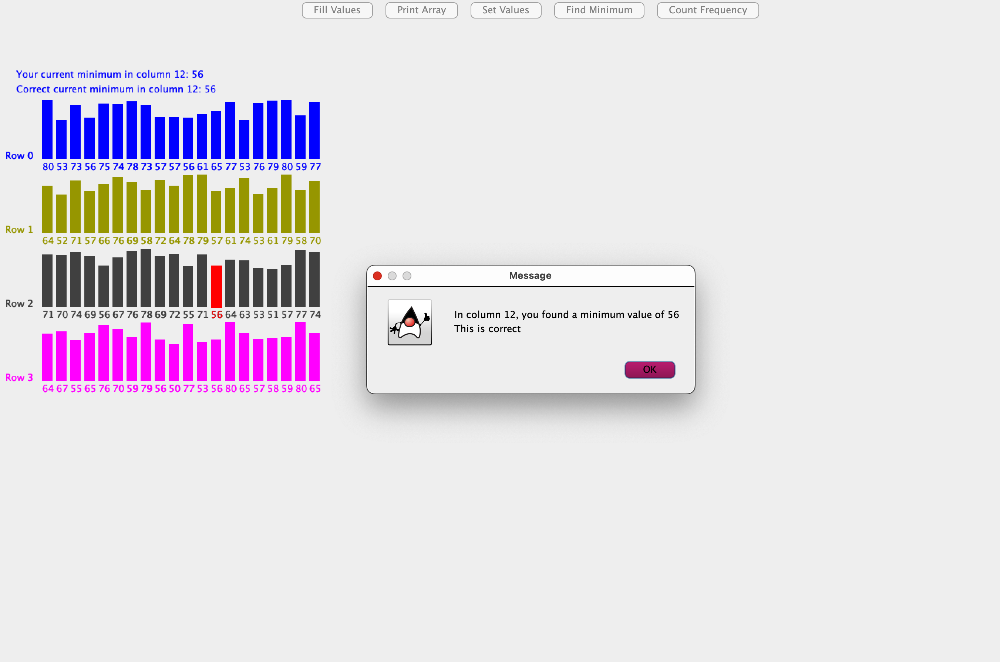 Fill Values Print Array Set Values Find Minimum Count Frequency
Your current minimum in column 12: 56
Correct current minimum in column 12: 56
Row 0
80 53 73 56 75 74 78 73 57 57 56 61 65 77 53 76 79 80 59 77
Row 1
64 52 71 57 66 76 69 58 72 64 78 79 57 61 74 53 61 79 58 70
Row 2
71 70 74 69 56 67 76 78 69 72 55 71 56 64 63 53 51 57 77 74
Row 3
64 67 55 65 76 70 59 79 56 50 77 53 56 80 65 57 58 59 80 65
Message
In column 12, you found a minimum value of 56
This is correct
OK